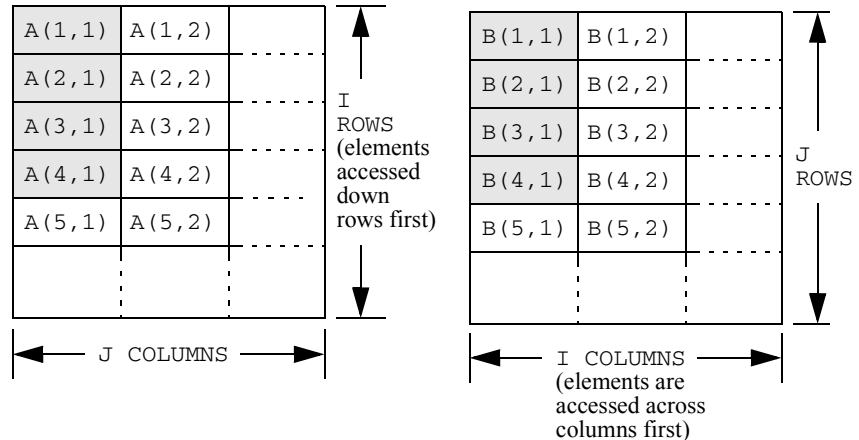 A(1,1) A(1,2)
A(2,1) A(2,2)
A(3,1) A(3,2)
A(4,1) A(4,2)
A(5,1) A(5,2)
I
ROWS
(elements
accessed
down
rows first)
J COLUMNS
B(1,1) B(1,2)
B(2,1) B(2,2)
B(3,1) B(3,2)
B(4,1) B(4,2)
B(5,1) B(5,2)
J
ROWS
I COLUMNS
(elements are
accessed across
columns first)